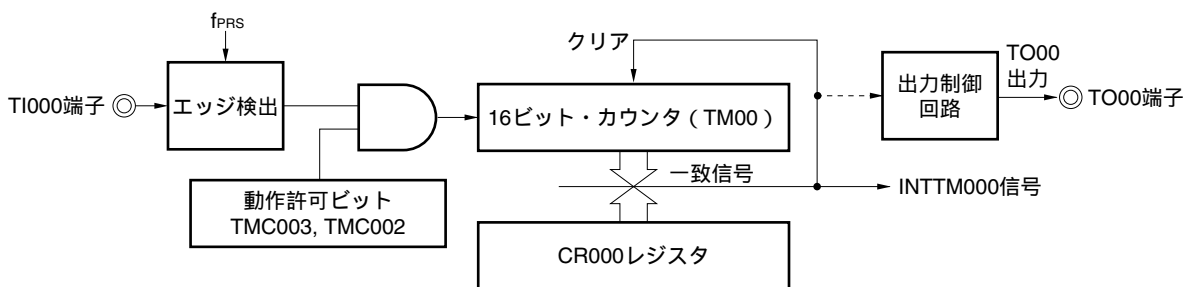 fPRS
TI000端子
エッジ検出
動作許可ビット
TMC003, TMC002
クリア
16ビット・カウンタ（TM00）
一致信号
CR000レジスタ
出力制御
回路
TO00
出力
TO00端子
INTTM000信号